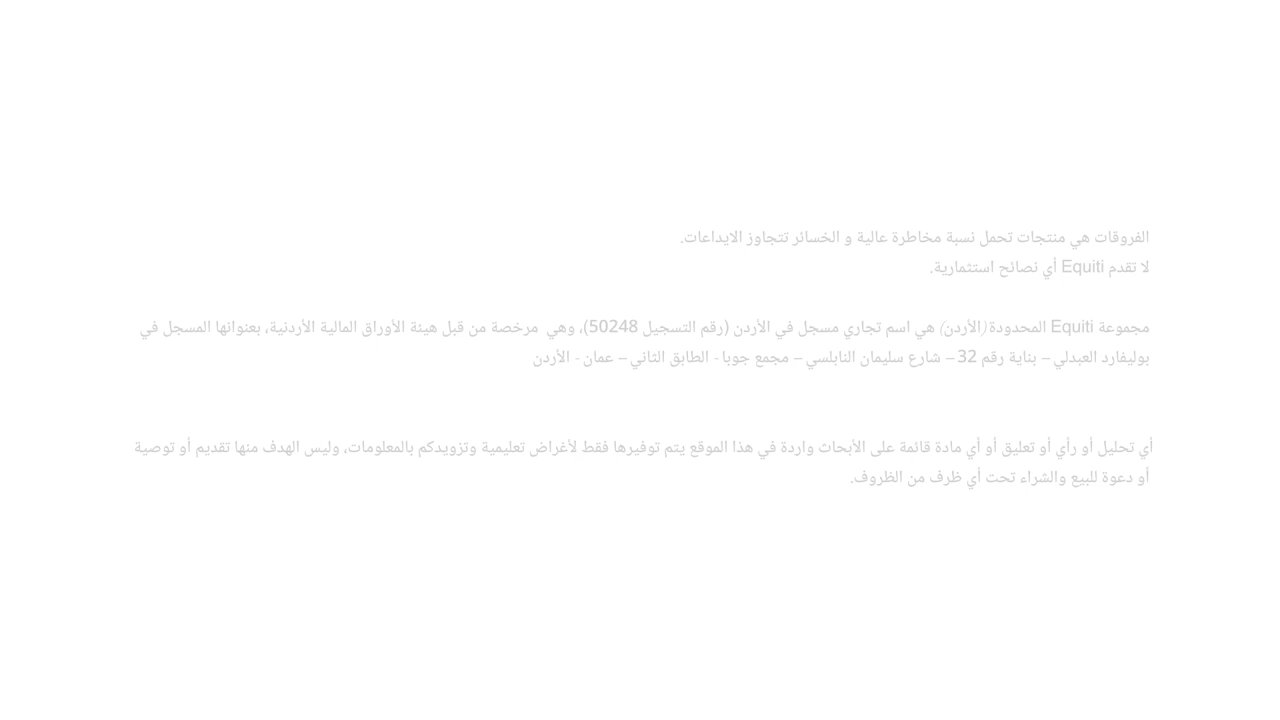 الفروقات هي منتجات تحمل نسبة مخاطرة عالية و الخسائر تتجاوز الايداعات.
لا تقدم Equiti أي نصائح استثمارية.
مجموعة Equiti المحدودة (الأردن) هي اسم تجاري مسجل في الأردن (رقم التسجيل 50248)، وهي مرخصة من قبل هيئة الأوراق المالية الأردنية، بعنوانها المسجل في
بوليفارد العبدلي – بناية رقم 32 – شارع سليمان النابلسي – مجمع جوبا - الطابق الثاني – عمان - الأردن
أي تحليل أو رأي أو تعليق أو أي مادة قائمة على الأبحاث واردة في هذا الموقع يتم توفيرها فقط لأغراض تعليمية وتزويدكم بالمعلومات، وليس الهدف منها تقديم أو توصية
أو دعوة للبيع والشراء تحت أي ظرف من الظروف.